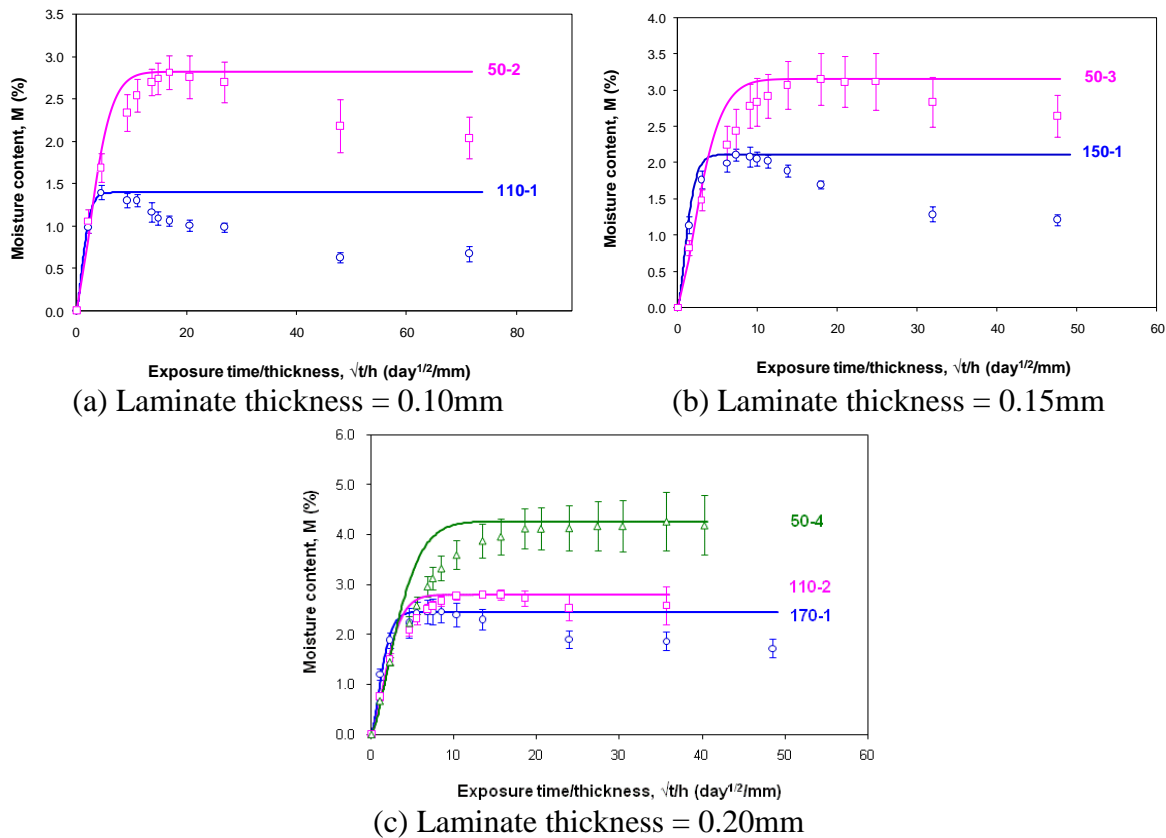 3.5
3.0
2.5
2.0
1.5
1.0
0.5
0.0
Moisture content, M (%)
50-2
110-1
0 20 40 60 80
Exposure time/thickness, √t/h (day1/2/mm)
(a) Laminate thickness = 0.10mm
4.0
3.5
3.0
2.5
2.0
1.5
1.0
0.5
0.0
Moisture content, M (%)
50-3
150-1
0 10 20 30 40 50 60
Exposure time/thickness, √t/h (day1/2/mm)
(b) Laminate thickness = 0.15mm
6.0
5.0
4.0
3.0
2.0
1.0
0.0
Moisture content, M (%)
50-4
110-2
170-1
0 10 20 30 40 50 60
Exposure time/thickness, √t/h (day1/2/mm)
(c) Laminate thickness = 0.20mm